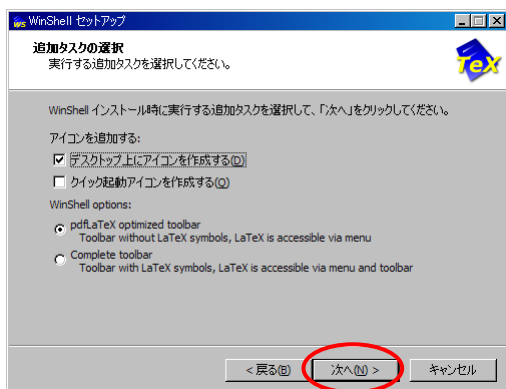 WinShell セットアップ
追加タスクの選択
実行する追加タスクを選択してください。
TeX
WinShell インストール時に実行する追加タスクを選択して、「次へ」をクリックしてください。
アイコンを追加する:
デスクトップ上にアイコンを作成する(D)
クイック起動アイコンを作成する(Q)
WinShell options:
pdfLaTeX optimized toolbar
Toolbar without LaTeX symbols, LaTeX is accessible via menu
Complete toolbar
Toolbar with LaTeX symbols, LaTeX is accessible via menu and toolbar
< 戻る(B) 次へ(N) > キャンセル